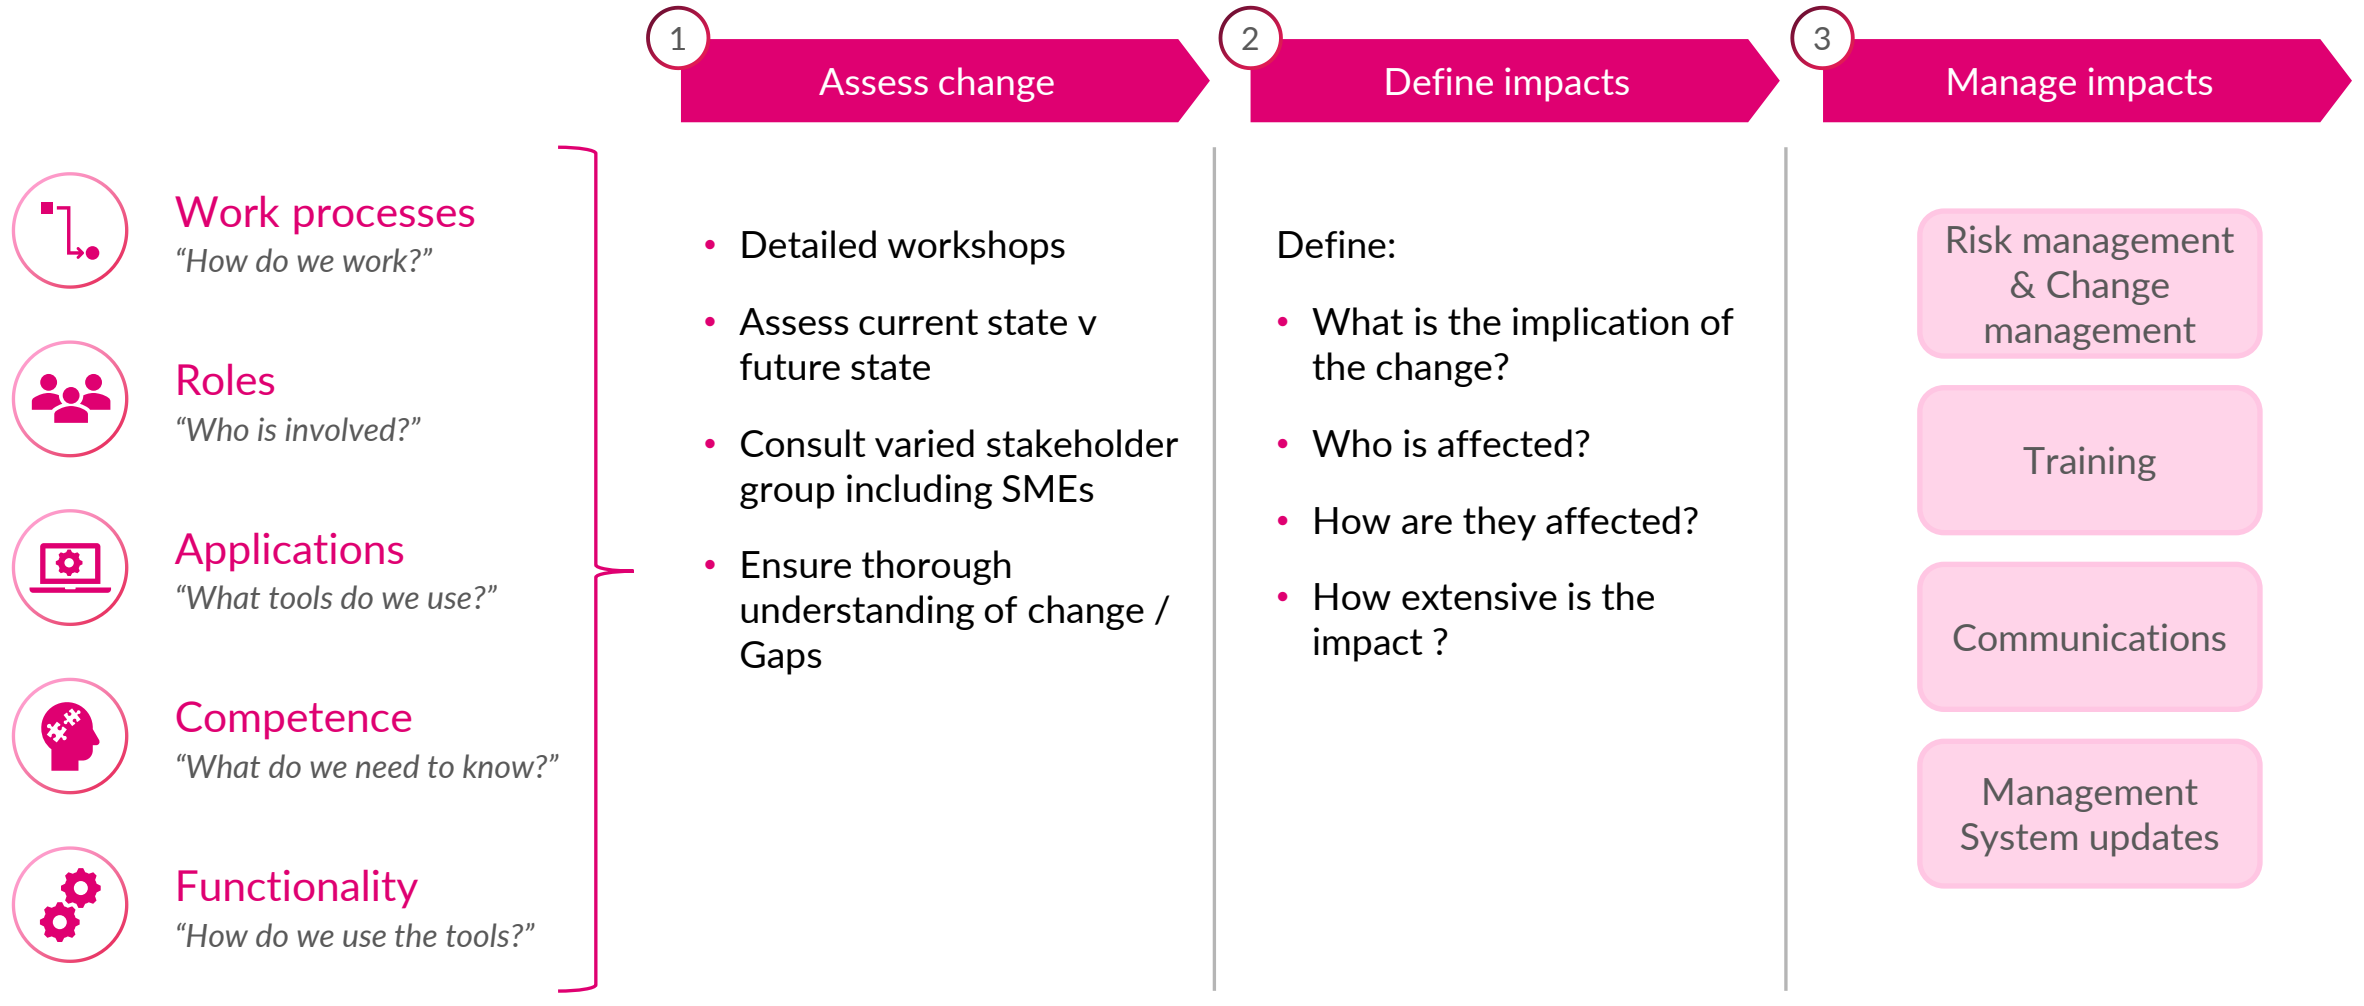 1
Assess change
2
Define impacts
3
Manage impacts
Work processes
“How do we work?”
Roles
“Who is involved?”
Applications
“What tools do we use?”
Competence
“What do we need to know?”
Functionality
“How do we use the tools?”
• Detailed workshops
• Assess current state v
future state
• Consult varied stakeholder
group including SMEs
• Ensure thorough
understanding of change /
Gaps
Define:
• What is the implication of
the change?
• Who is affected?
• How are they affected?
• How extensive is the
impact ?
Risk management
& Change
management
Training
Communications
Management
System updates